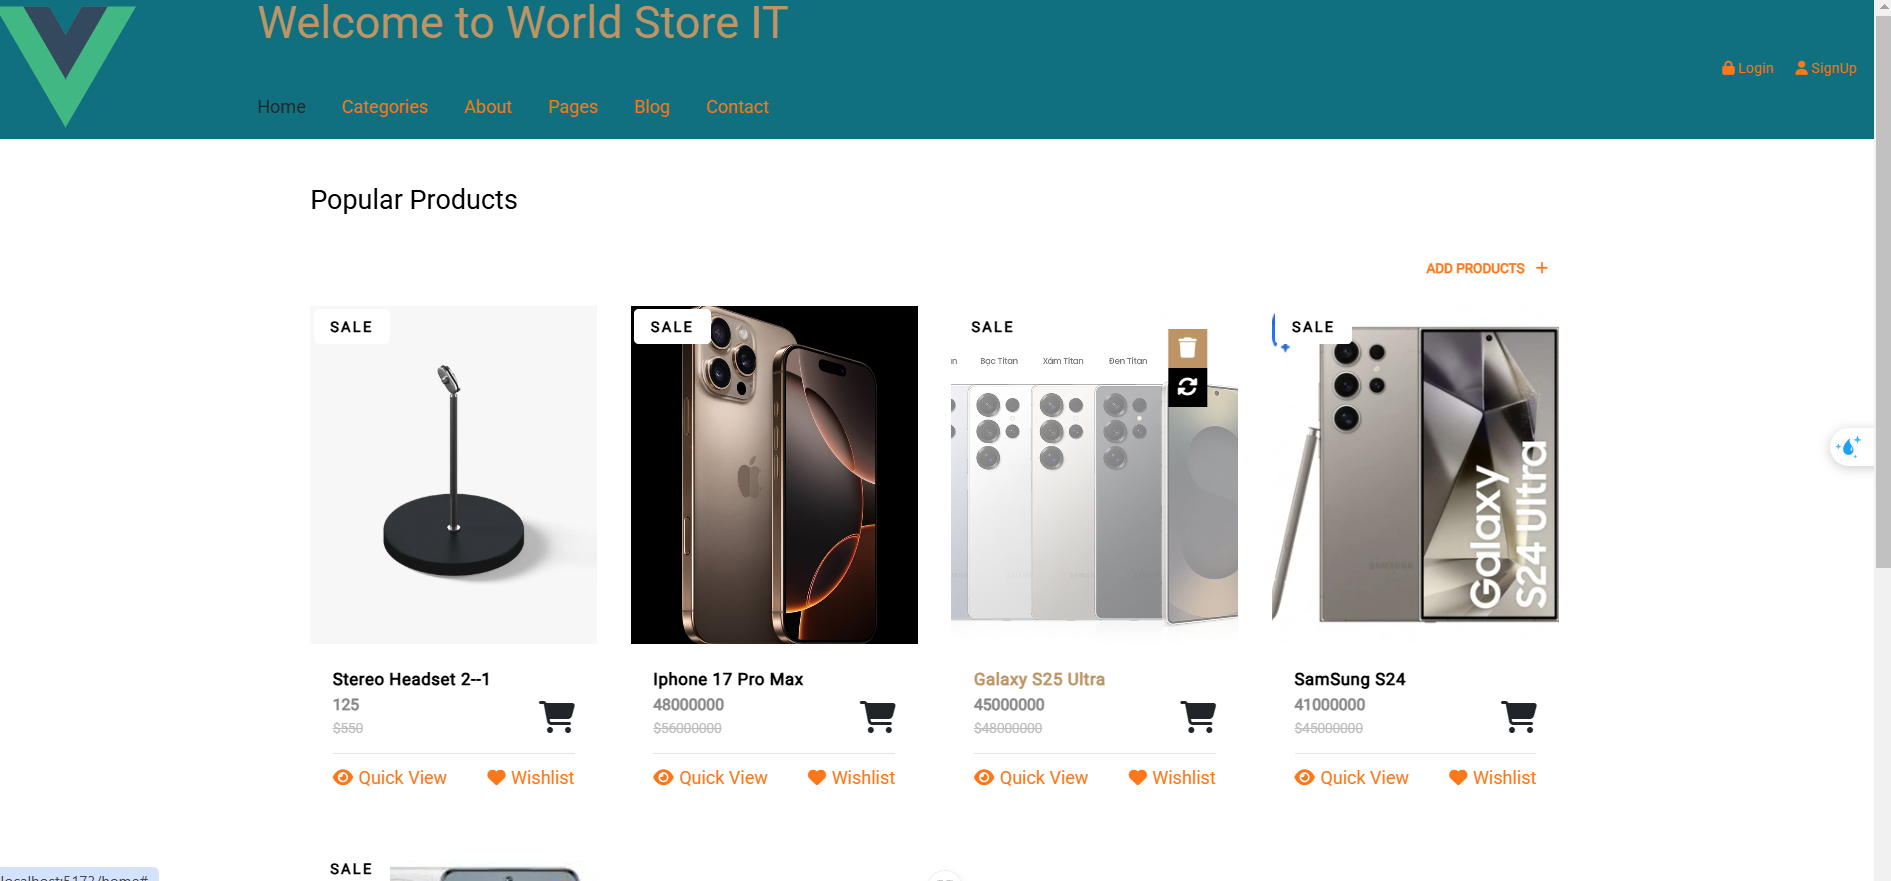 Welcome to World Store IT
Login SignUp
Home Categories About Pages Blog Contact
Popular Products
ADD PRODUCTS +
SALE
SALE
SALE
SALE
Bạc Titan Xám Titan Đen Titan
SAMSUNG
Galaxy
S24 Ultra
Stereo Headset 2--1
125
$550
Quick View Wishlist
Iphone 17 Pro Max
48000000
$56000000
Quick View Wishlist
Galaxy S25 Ultra
45000000
$48000000
Quick View Wishlist
SamSung S24
41000000
$45000000
Quick View Wishlist
SALE
localhost:5173/home#